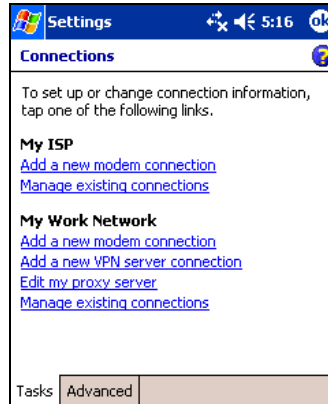 Settings 5:16 ok
Connections ?
To set up or change connection information,
tap one of the following links.
My ISP
Add a new modem connection
Manage existing connections
My Work Network
Add a new modem connection
Add a new VPN server connection
Edit my proxy server
Manage existing connections
Tasks Advanced